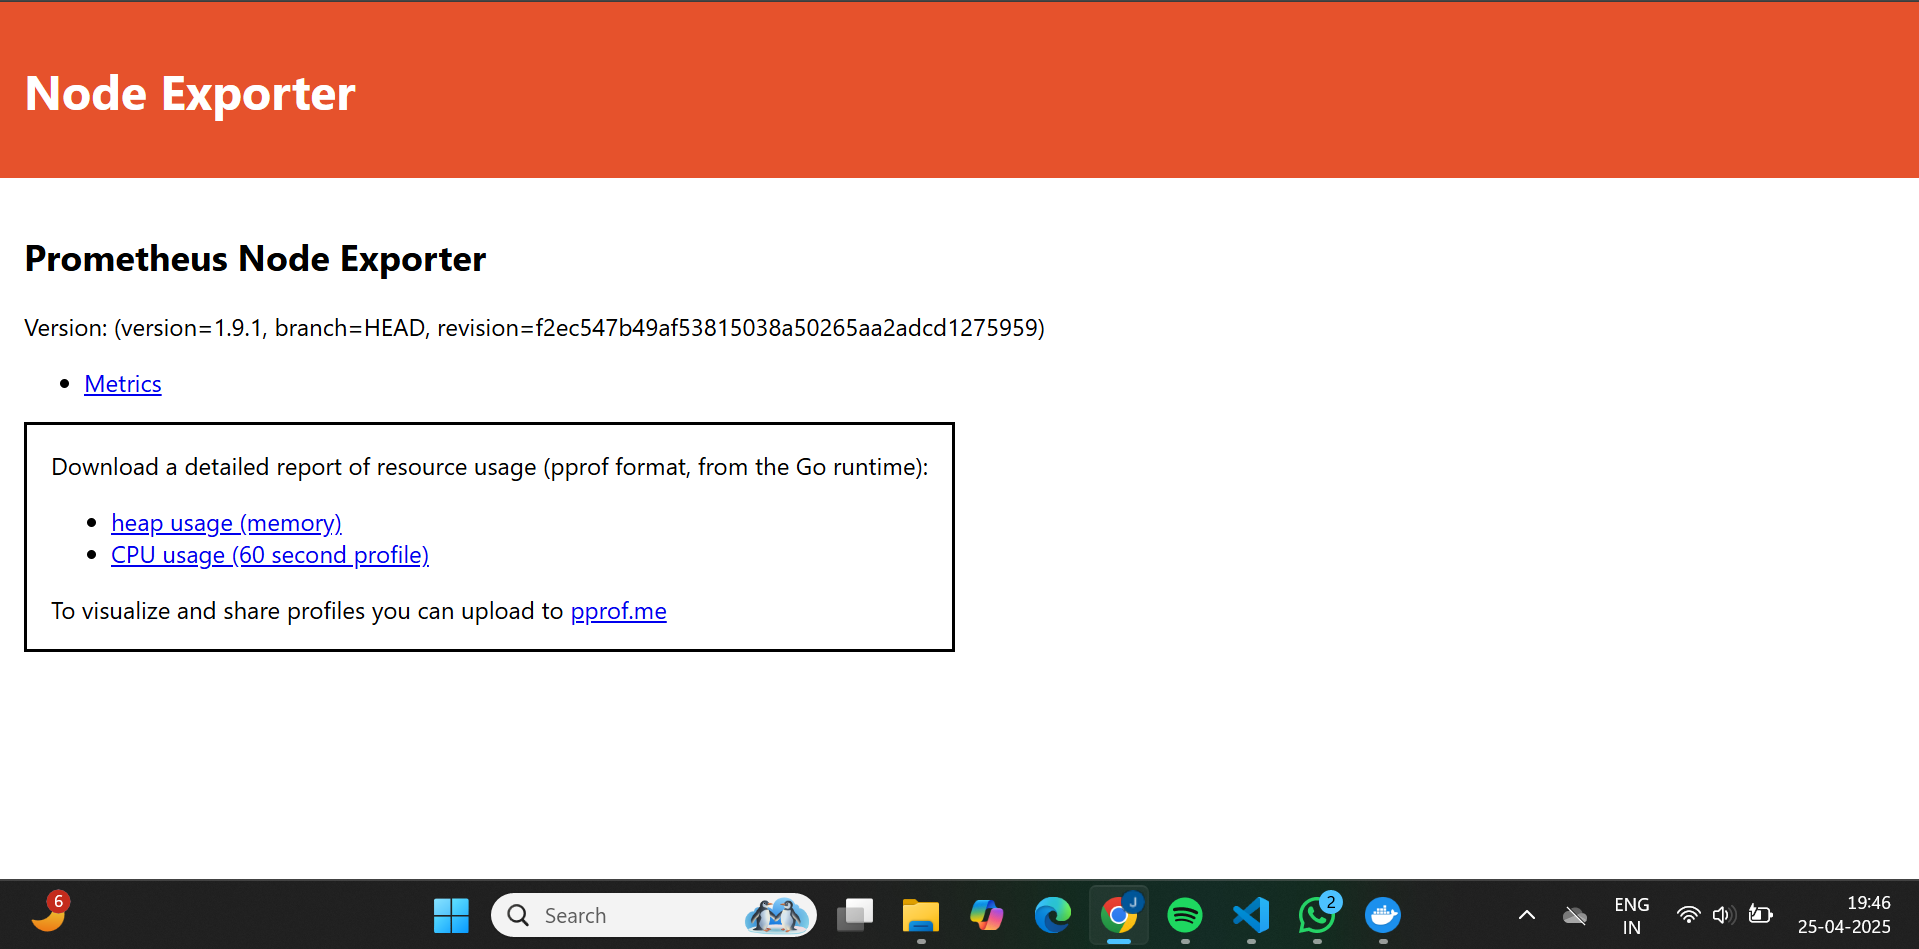 Node Exporter
Prometheus Node Exporter
Version: (version=1.9.1, branch=HEAD, revision=f2ec547b49af53815038a50265aa2adcd1275959)
Metrics
Download a detailed report of resource usage (pprof format, from the Go runtime):
heap usage (memory)
CPU usage (60 second profile)
To visualize and share profiles you can upload to pprof.me
6
Search
J
2
ENG
IN
19:46
25-04-2025